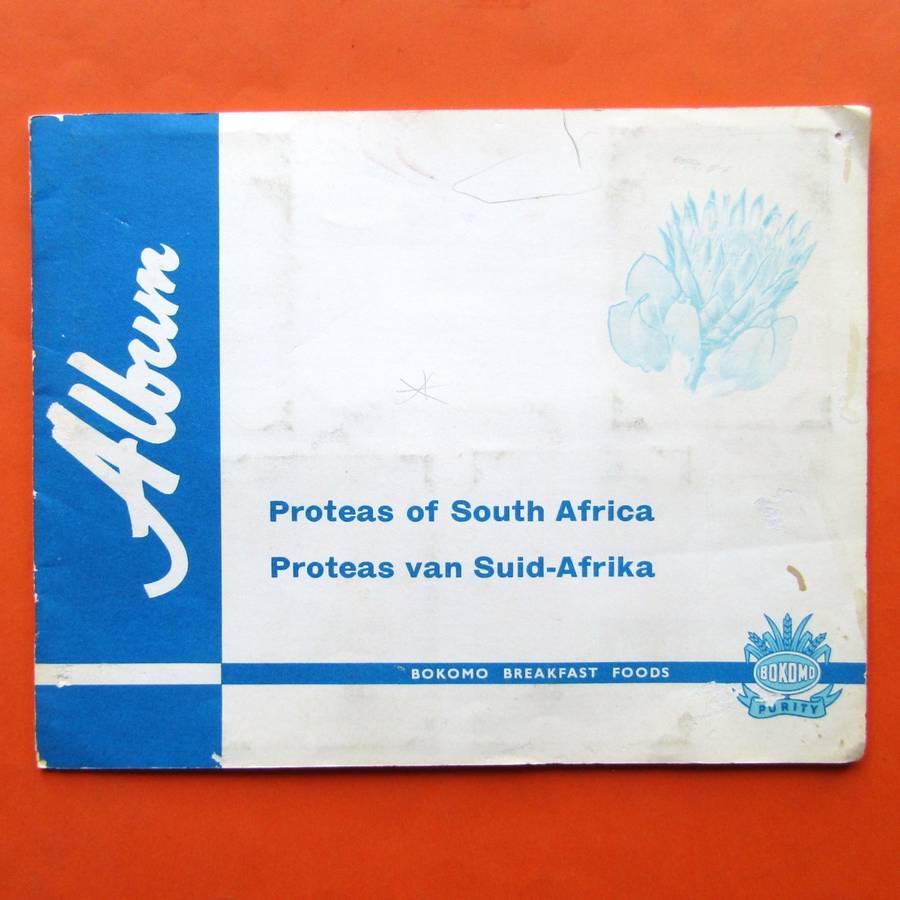 Album
Proteas of South Africa
Proteas van Suid-Afrika
BOKOMO BREAKFAST FOODS
BOKOMO
PURITY